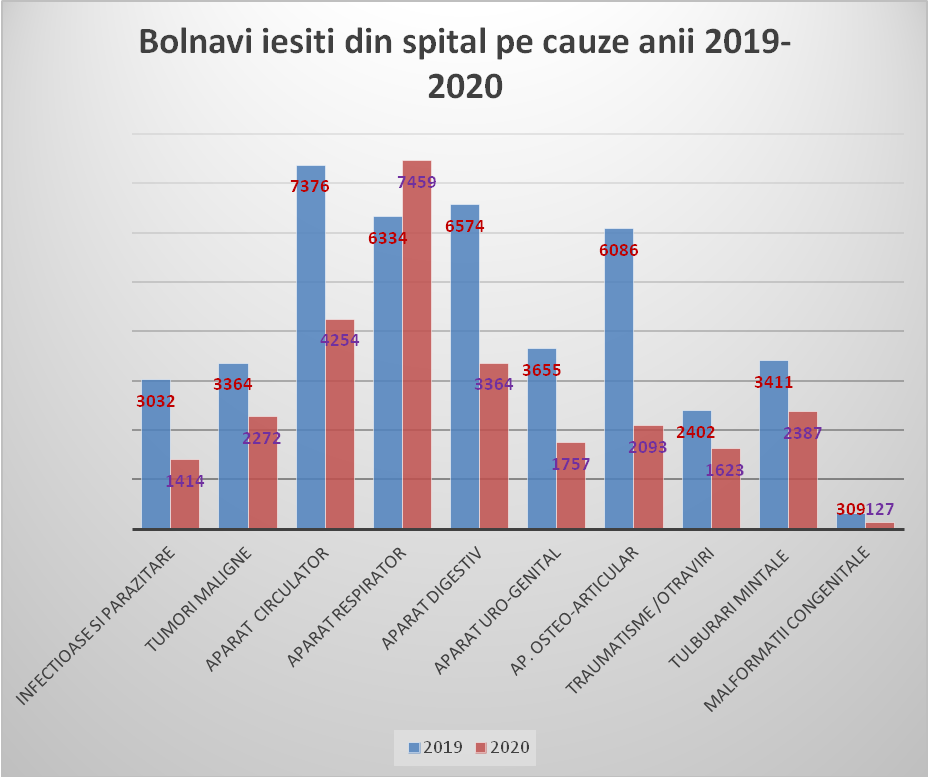 Bolnavi iesiti din spital pe cauze anii 2019-
2020
7376
7459
6334
6574
6086
4254
3032
3364
3655
3364
3411
2272
2402
2387
1414
1757
2093
1623
309
127
INFECTIOASE SI PARAZITARE
TUMORI MALIGNE
APARAT CIRCULATOR
APARAT RESPIRATOR
APARAT DIGESTIV
APARAT URO-GENITAL
AP. OSTEO-ARTICULAR
TRAUMATISME /OTRAVIRI
TULBURARI MINTALE
MALFORMATII CONGENITALE
2019 2020